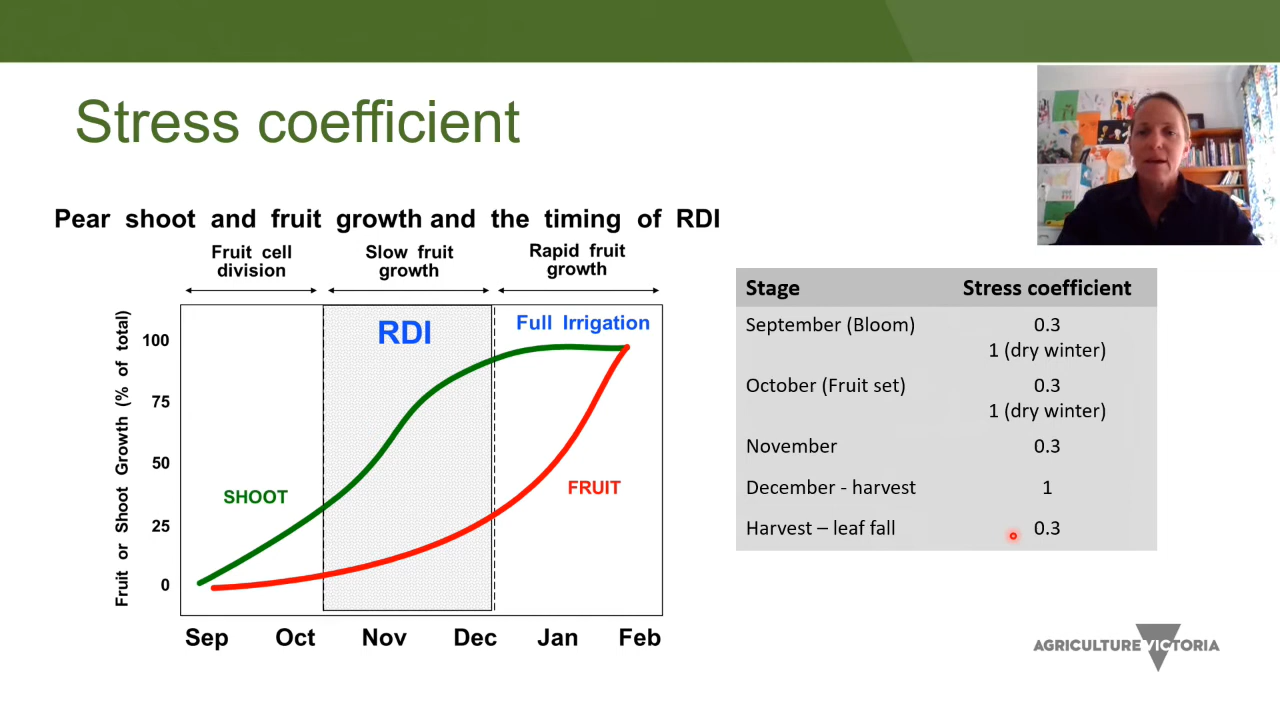 Stress coefficient
Pear shoot and fruit growth and the timing of RDI
Fruit cell
division
Slow fruit
growth
Rapid fruit
growth
Fruit or Shoot Growth (% of total)
100
75
50
25
0
RDI
Full Irrigation
SHOOT
FRUIT
Sep Oct Nov Dec Jan Feb
Stage Stress coefficient
September (Bloom) 0.3
1 (dry winter)
October (Fruit set) 0.3
1 (dry winter)
November 0.3
December - harvest 1
Harvest – leaf fall 0.3
AGRICULTURE VICTORIA